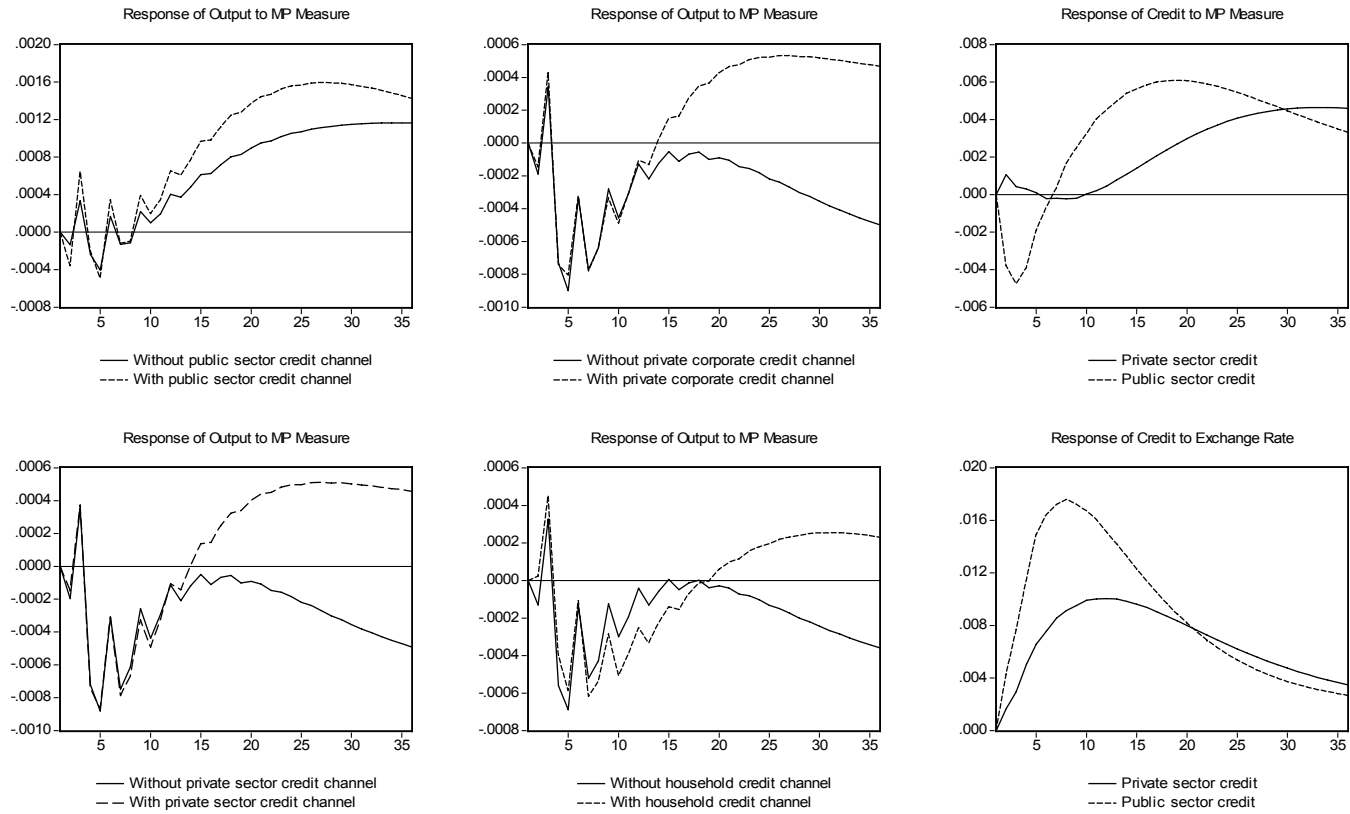 Response of Output to MP Measure
.0020
.0016
.0012
.0008
.0004
.0000
-.0004
-.0008
5 10 15 20 25 30 35
Without public sector credit channel
With public sector credit channel
Response of Output to MP Measure
.0006
.0004
.0002
.0000
-.0002
-.0004
-.0006
-.0008
-.0010
5 10 15 20 25 30 35
Without private corporate credit channel
With private corporate credit channel
Response of Credit to MP Measure
.008
.006
.004
.002
.000
-.002
-.004
-.006
5 10 15 20 25 30 35
Private sector credit
Public sector credit
Response of Output to MP Measure
.0006
.0004
.0002
.0000
-.0002
-.0004
-.0006
-.0008
-.0010
5 10 15 20 25 30 35
Without private sector credit channel
With private sector credit channel
Response of Output to MP Measure
.0006
.0004
.0002
.0000
-.0002
-.0004
-.0006
-.0008
5 10 15 20 25 30 35
Without household credit channel
With household credit channel
Response of Credit to Exchange Rate
.020
.016
.012
.008
.004
.000
5 10 15 20 25 30 35
Private sector credit
Public sector credit